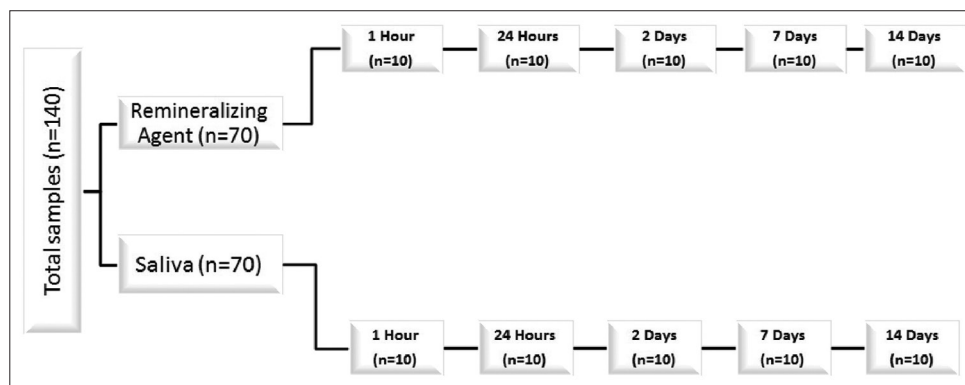 Total samples (n=140)
Remineralizing
Agent (n=70)
1 Hour
(n=10)
24 Hours
(n=10)
2 Days
(n=10)
7 Days
(n=10)
14 Days
(n=10)
Saliva (n=70)
1 Hour
(n=10)
24 Hours
(n=10)
2 Days
(n=10)
7 Days
(n=10)
14 Days
(n=10)